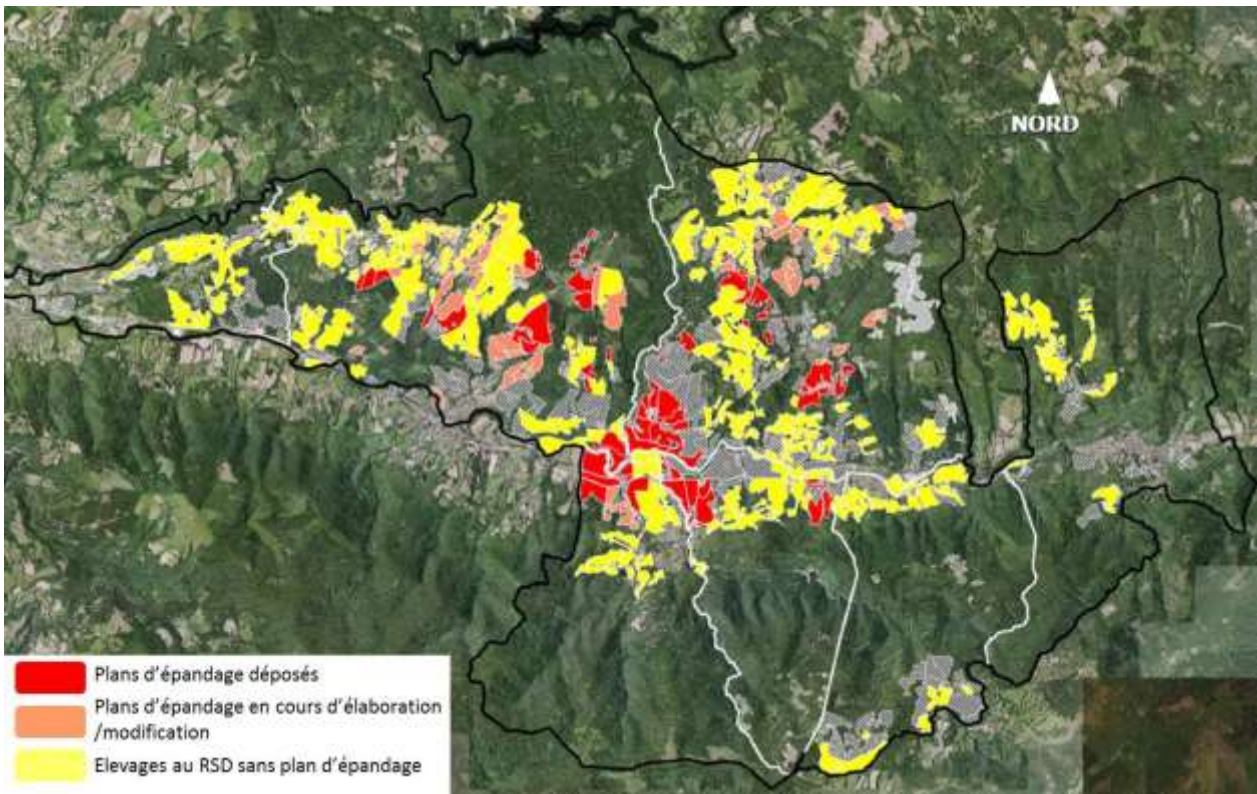 NORD
Plans d'épandage déposés
Plans d'épandage en cours d'élaboration
/modification
Elevages au RSD sans plan d'épandage